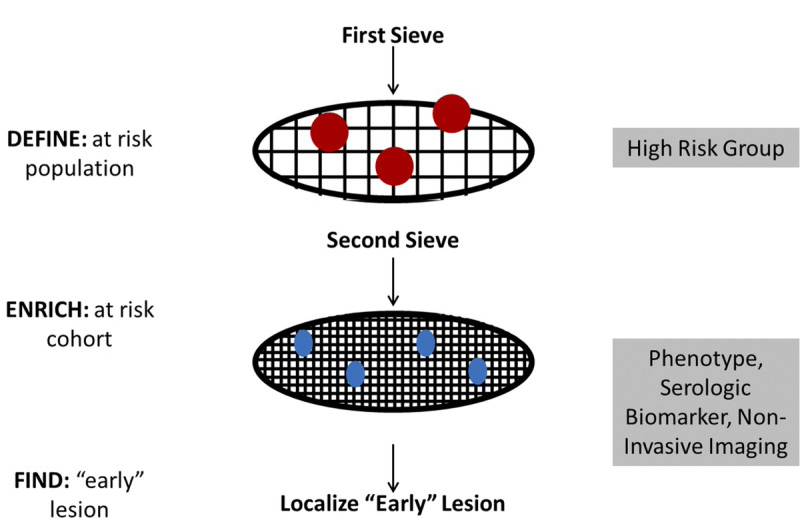 First Sieve
DEFINE: at risk
population
High Risk Group
Second Sieve
ENRICH: at risk
cohort
Phenotype,
Serologic
Biomarker, Non-
Invasive Imaging
FIND: “early”
lesion
Localize “Early” Lesion